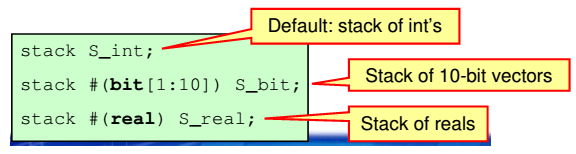 Default: stack of int's
stack S_int;
stack #(bit[1:10]) S_bit;
Stack of 10-bit vectors
stack #(real) S_real;
Stack of reals